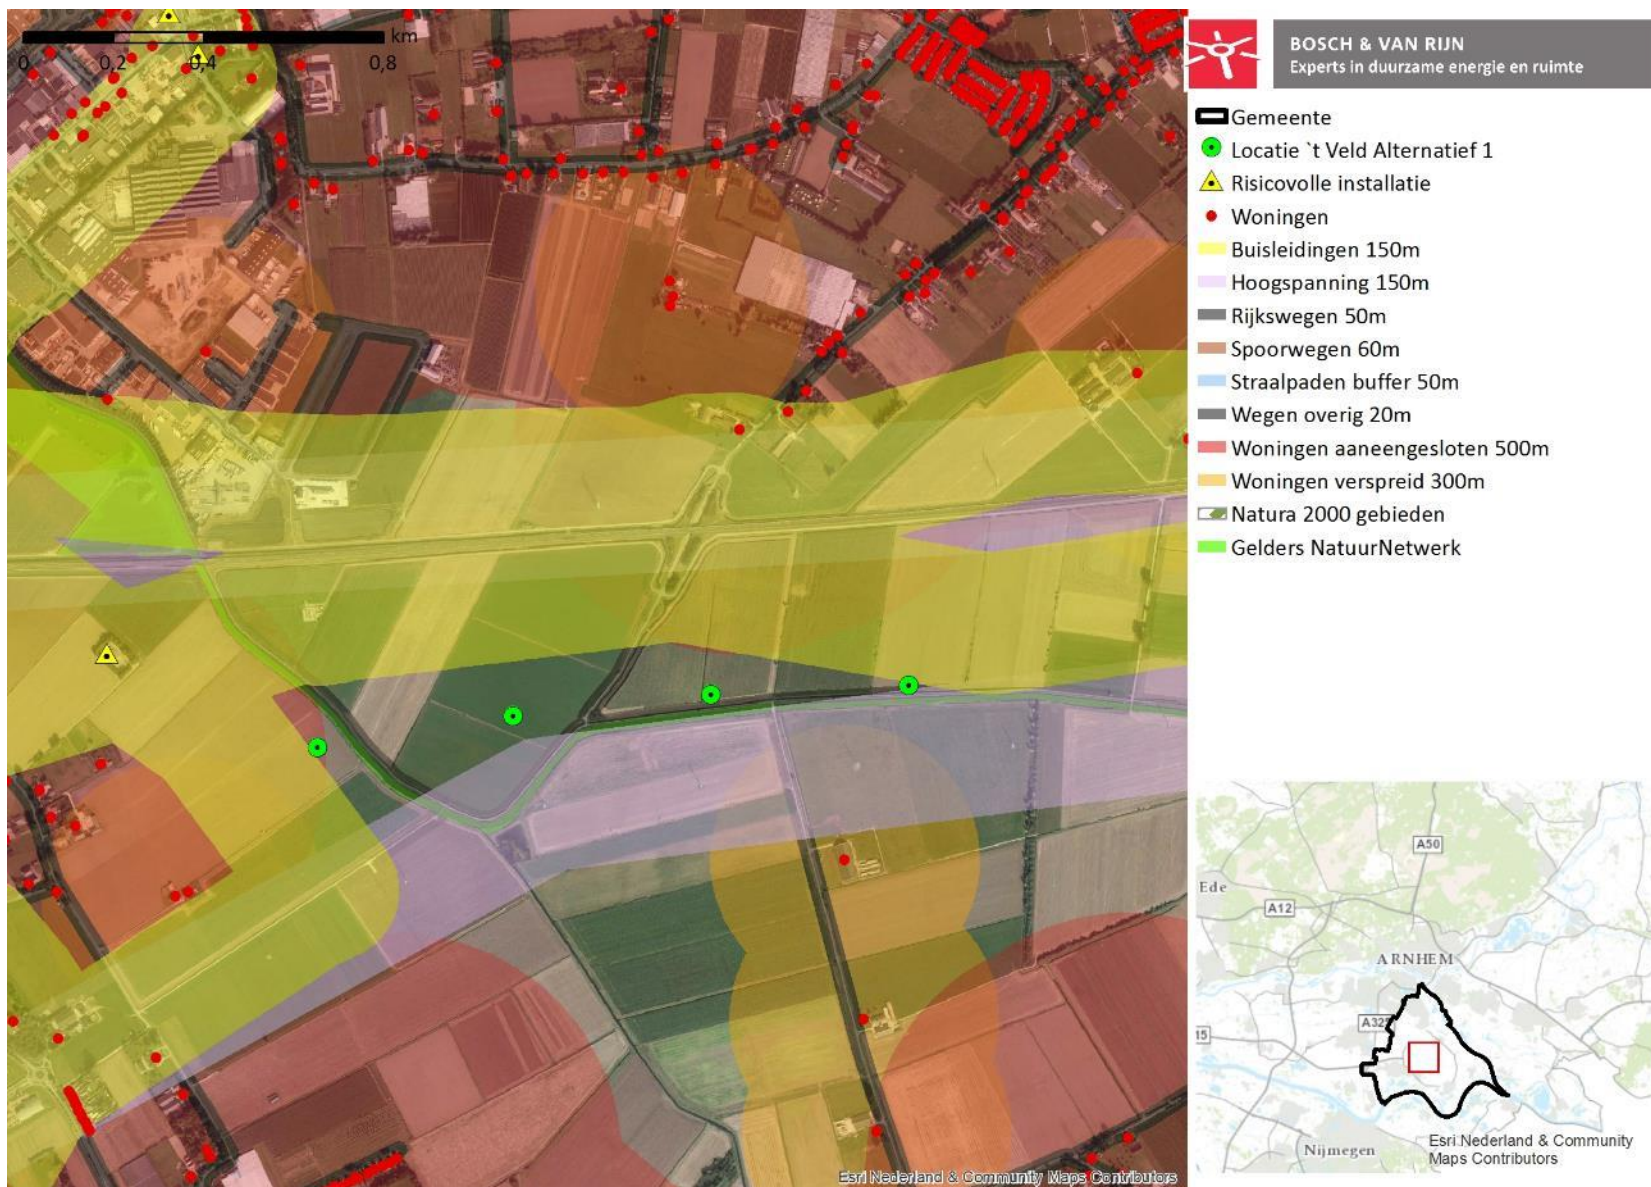 km
0 0,2 0,4 0,8
BOSCH & VAN RIJN
Experts in duurzame energie en ruimte
Gemeente
Locatie `t Veld Alternatief 1
Risicovolle installatie
Woningen
Buisleidingen 150m
Hoogspanning 150m
Rijkswegen 50m
Spoorwegen 60m
Straalpaden buffer 50m
Wegen overig 20m
Woningen aaneengesloten 500m
Woningen verspreid 300m
Natura 2000 gebieden
Gelders NatuurNetwerk
A50
Ede
A12
ARNHEM
A325
15
Nijmegen
Esri Nederland & Community
Maps Contributors
Esri Nederland & Community Maps Contributors